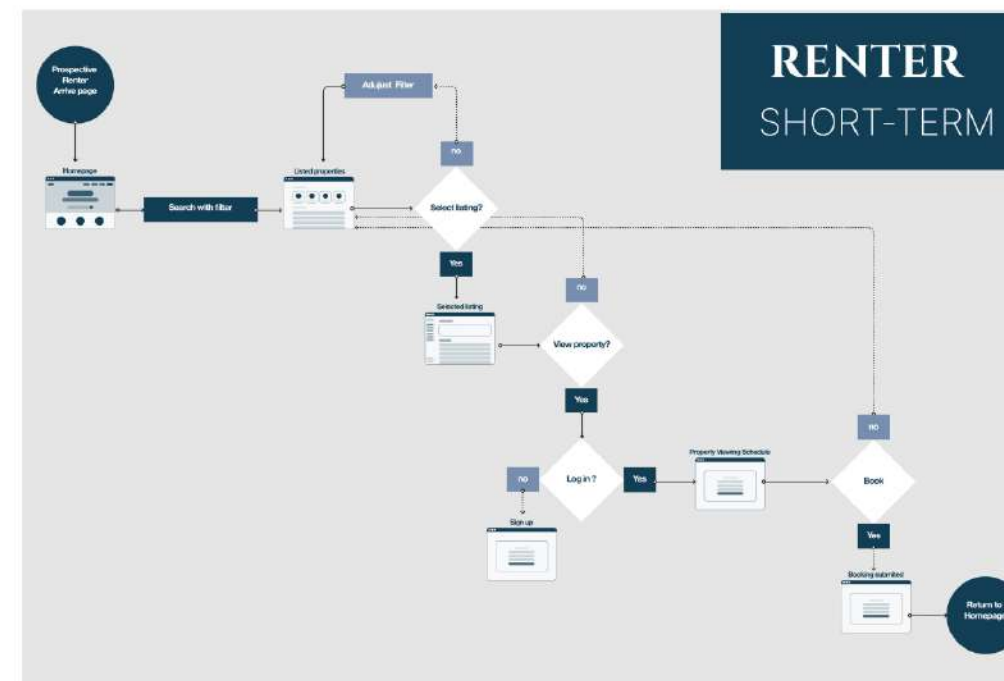 RENTER
SHORT-TERM
Prospective
Renter
Arrive page
Adujust Filter
no
Homepage
Listed properties
Search with filter
Select listing?
Yes
no
Selected listing
View property?
Yes
no
Property Viewing Schedule
no
Log in ?
Yes
Book
Sign up
Yes
Booking submited
Return to
Homepage